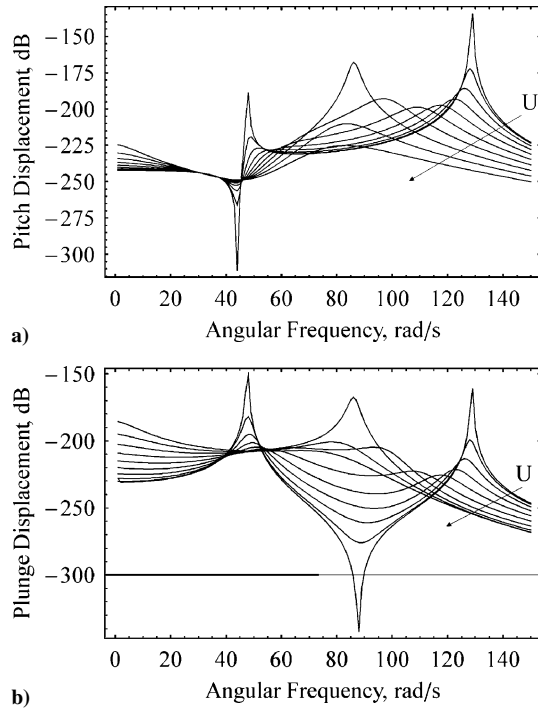 −150
−175
−200
−225
−250
−275
−300
Pitch Displacement, dB
U
0 20 40 60 80 100 120 140
Angular Frequency, rad/s
a)
−150
−200
−250
−300
Plunge Displacement, dB
U
0 20 40 60 80 100 120 140
Angular Frequency, rad/s
b)